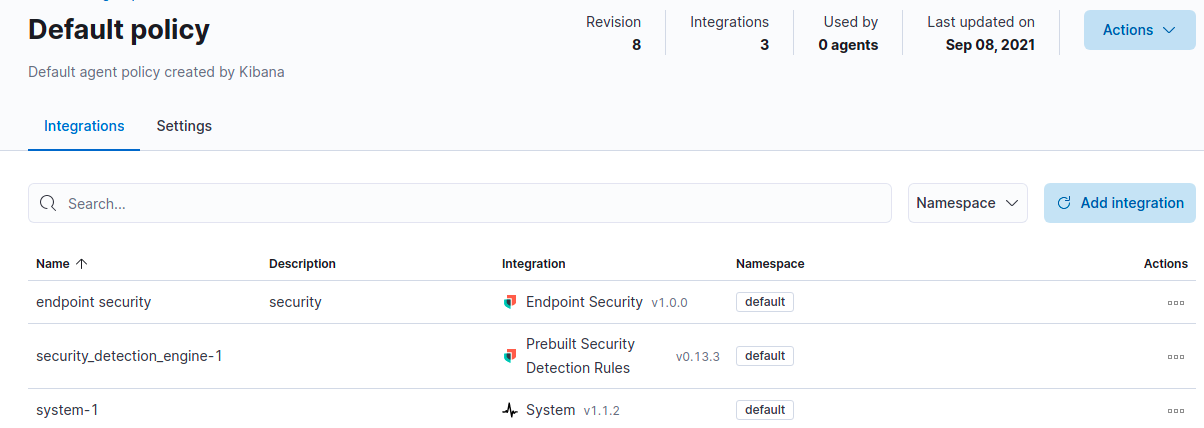 Default policy
Default agent policy created by Kibana
Revision
8
Integrations
3
Used by
0 agents
Last updated on
Sep 08, 2021
Actions
Integrations
Settings
Search...
Namespace
Add integration
Name Description Integration Namespace Actions
endpoint security security Endpoint Security v1.0.0 default
security_detection_engine-1 Prebuilt Security Detection Rules v0.13.3 default
system-1 System v1.1.2 default